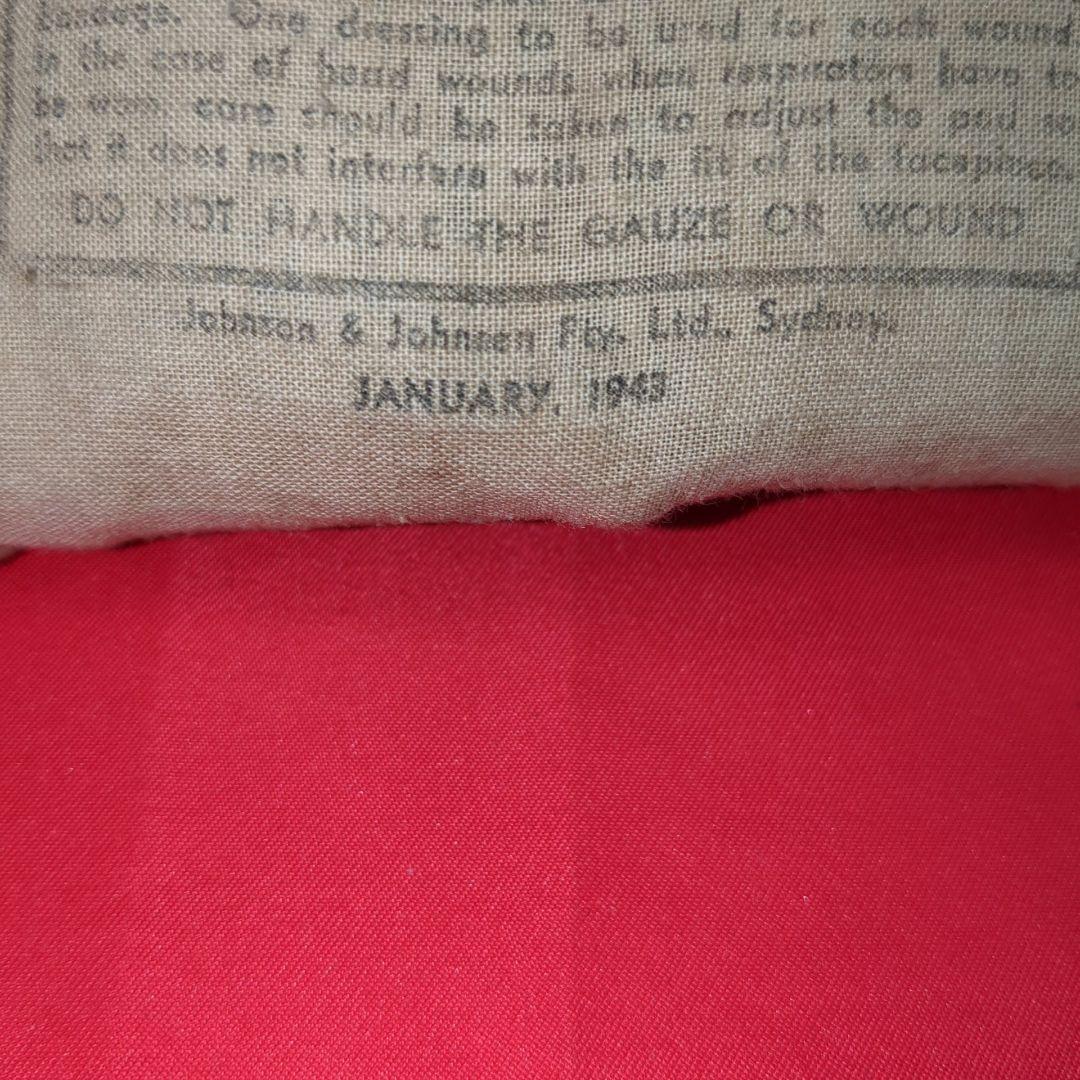 bandage. One dressing to be used for each wound
In the case of head wounds when respirators have to
be worn care should be taken to adjust the pad so
that it does not interfere with the fit of the facepiece.
DO NOT HANDLE THE GAUZE OR WOUND
Johnson & Johnson Pty. Ltd., Sydney.
JANUARY, 1943